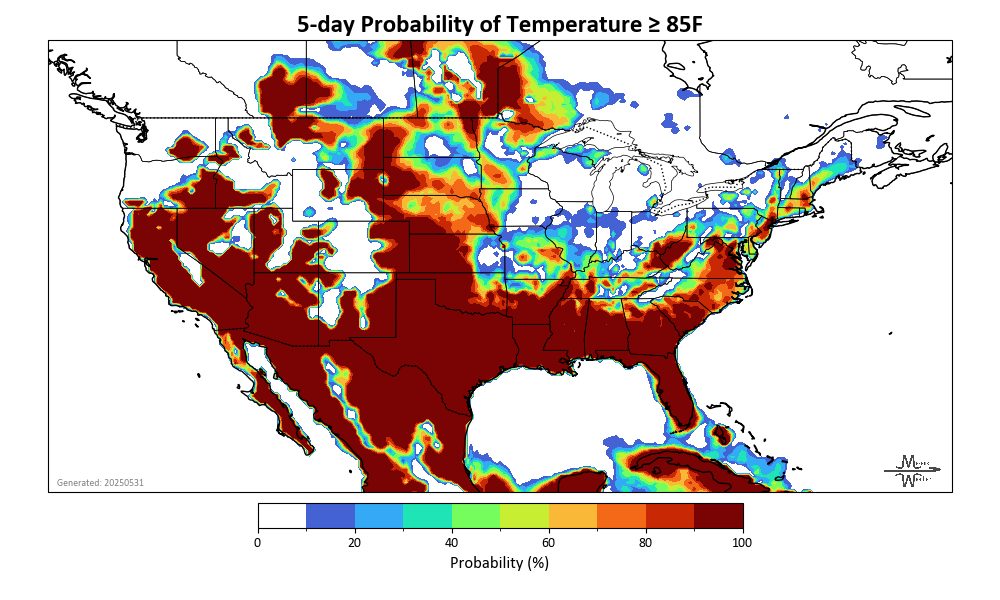 5-day Probability of Temperature ≥ 85F
Generated: 20250531
0 20 40 60 80 100
Probability (%)